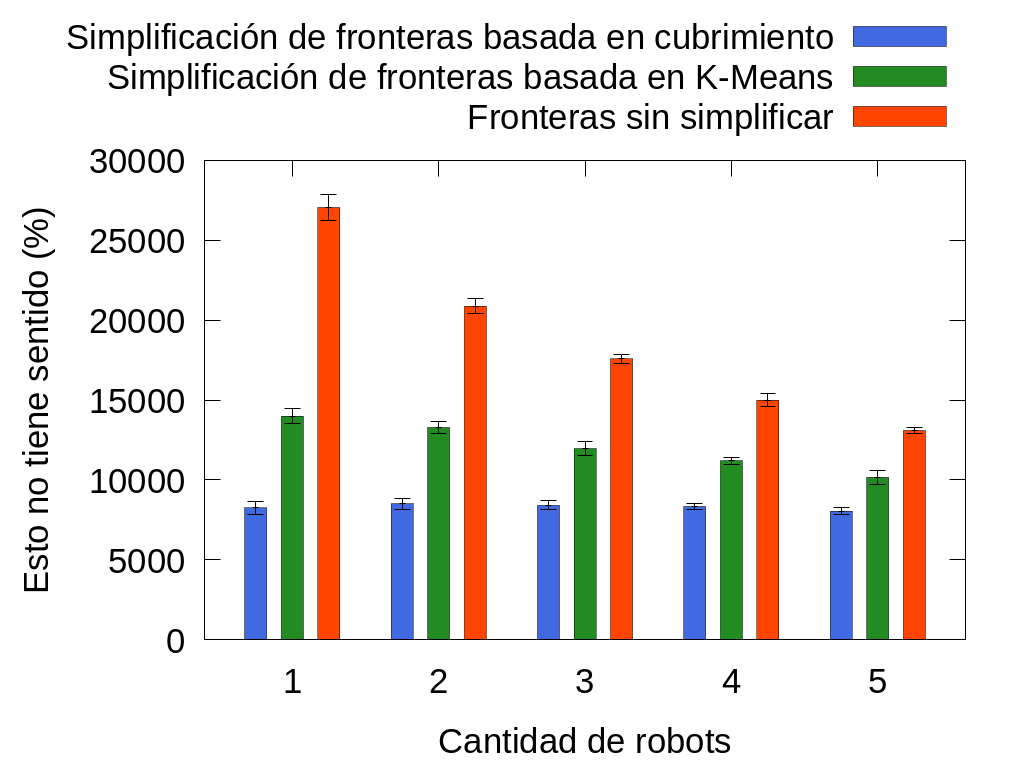 Simplificación de fronteras basada en cubrimiento
Simplificación de fronteras basada en K-Means
Fronteras sin simplificar
30000
25000
20000
15000
10000
5000
0
Esto no tiene sentido (%)
1 2 3 4 5
Cantidad de robots